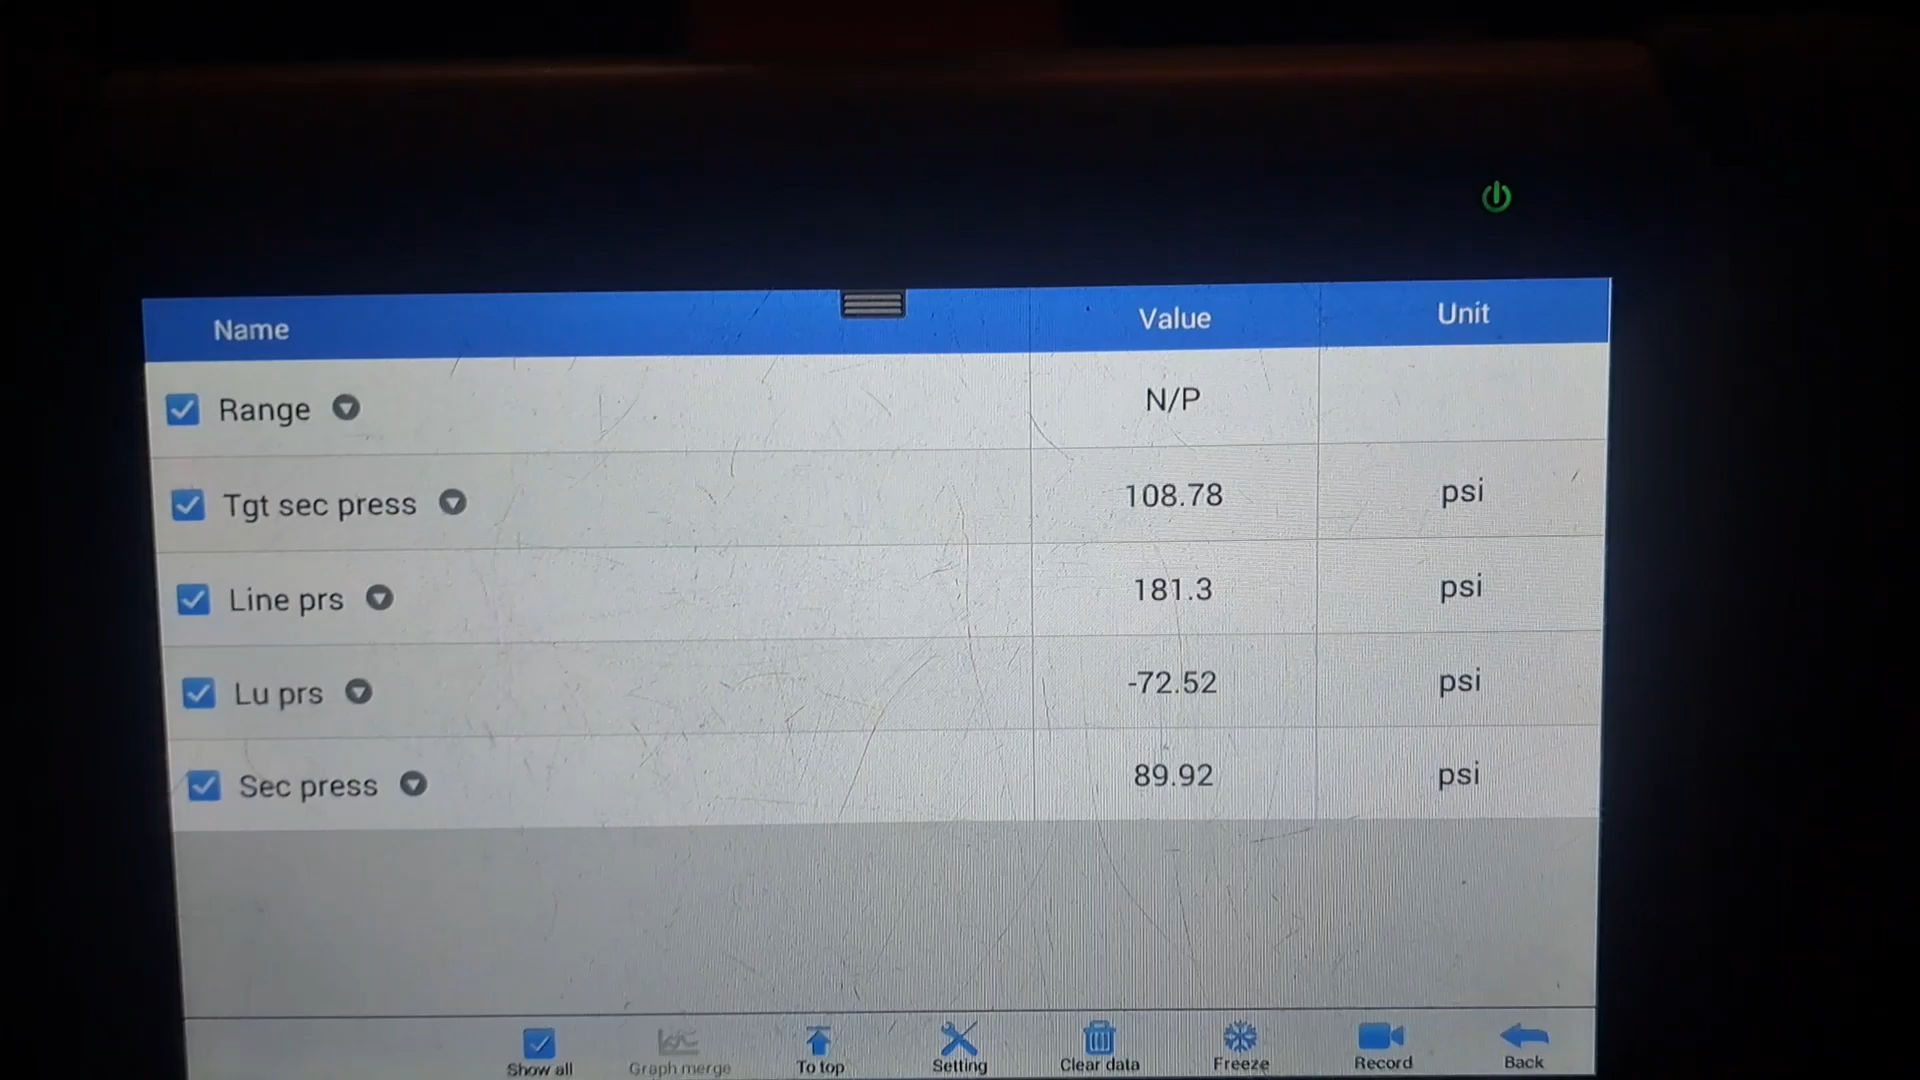 Name Value Unit
Range N/P
Tgt sec press 108.78 psi
Line prs 181.3 psi
Lu prs -72.52 psi
Sec press 89.92 psi
Show all Graph merge To top Setting Clear data Freeze Record Back